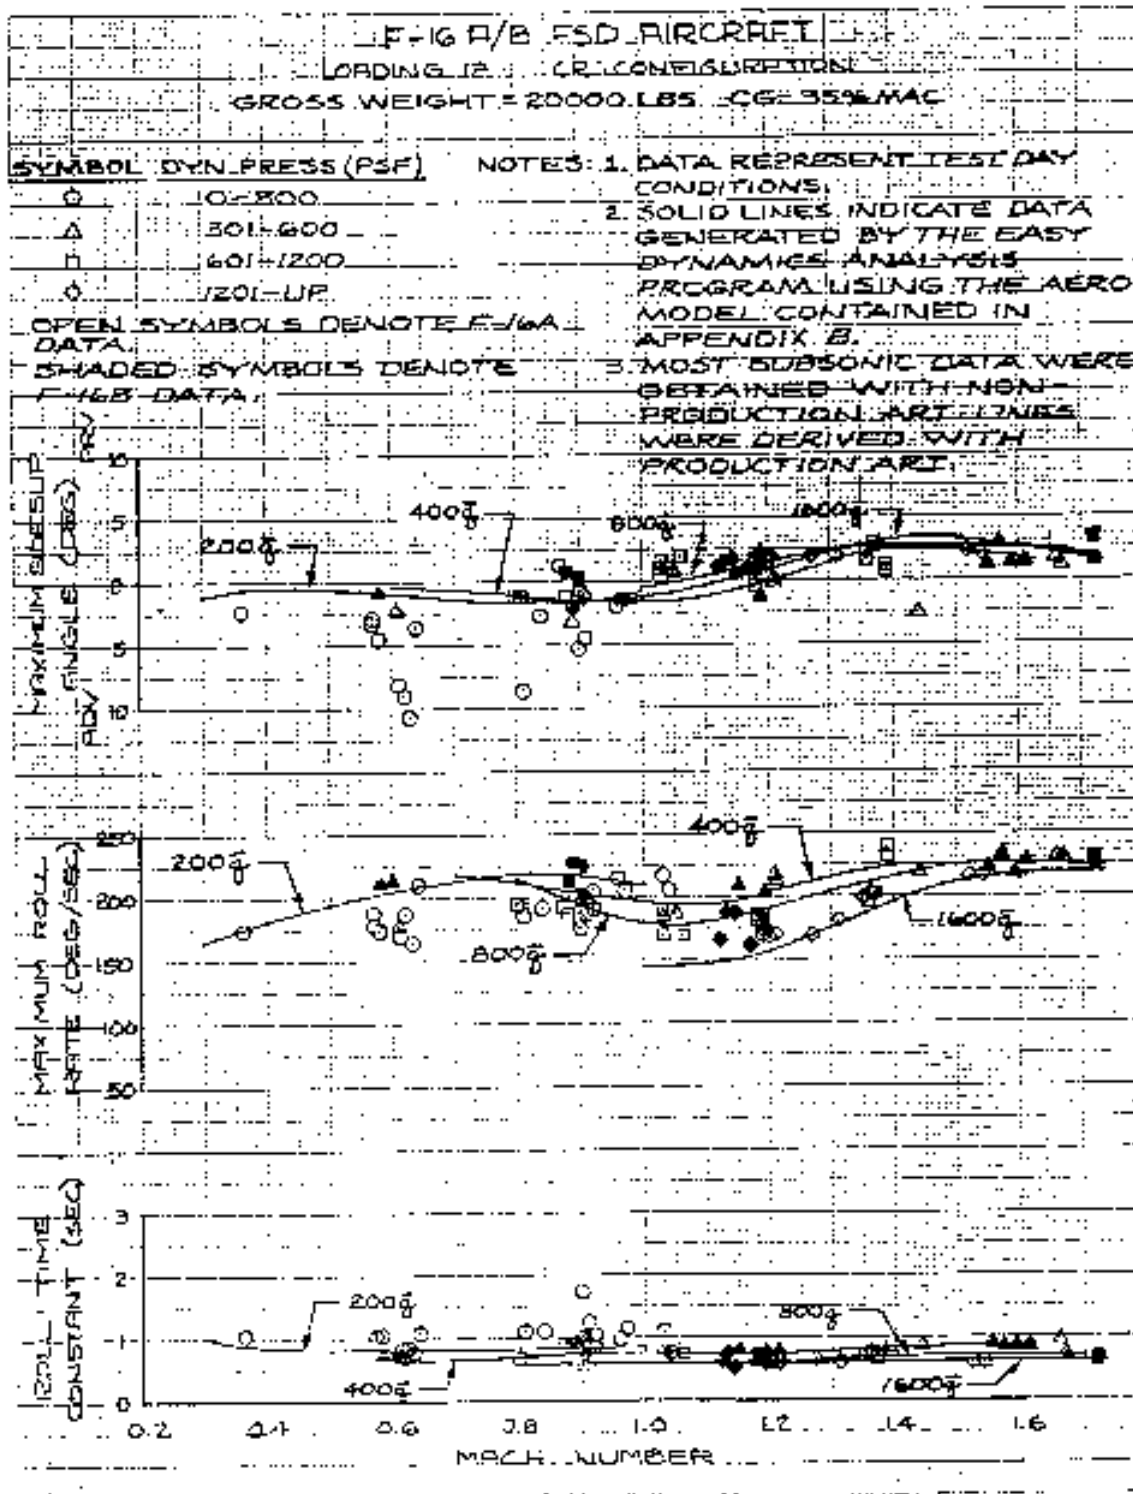 F-16 A/B FSD AIRCRAFT
LOADING 12 CR CONFIGURATION
GROSS WEIGHT = 20000 LBS CG = 35% MAC
SYMBOL DYN. PRESS (PSF)
0-300
301-600
601-1200
1201-UP
OPEN SYMBOLS DENOTE F-16A
DATA.
SHADED SYMBOLS DENOTE
F-16B DATA.
NOTES: 1. DATA REPRESENT TEST DAY
CONDITIONS.
2. SOLID LINES INDICATE DATA
GENERATED BY THE EASY
DYNAMICS ANALYSIS
PROGRAM USING THE AERO
MODEL CONTAINED IN
APPENDIX B.
3. MOST SUBSONIC DATA WERE
OBTAINED WITH NON-
PRODUCTION ARI. LINES
WERE DERIVED WITH
PRODUCTION ARI.
MAXIMUM SIDESLIP
ADV ANGLE (DEG) PRV
10
5
0
5
10
200 q̄
400 q̄
800 q̄
1600 q̄
MAXIMUM ROLL
RATE (DEG/SEC)
250
200
150
100
50
200 q̄
400 q̄
800 q̄
1600 q̄
ROLL TIME
CONSTANT (SEC)
3
2
1
0
200 q̄
400 q̄
800 q̄
1600 q̄
0.2 0.4 0.6 0.8 1.0 1.2 1.4 1.6
MACH NUMBER